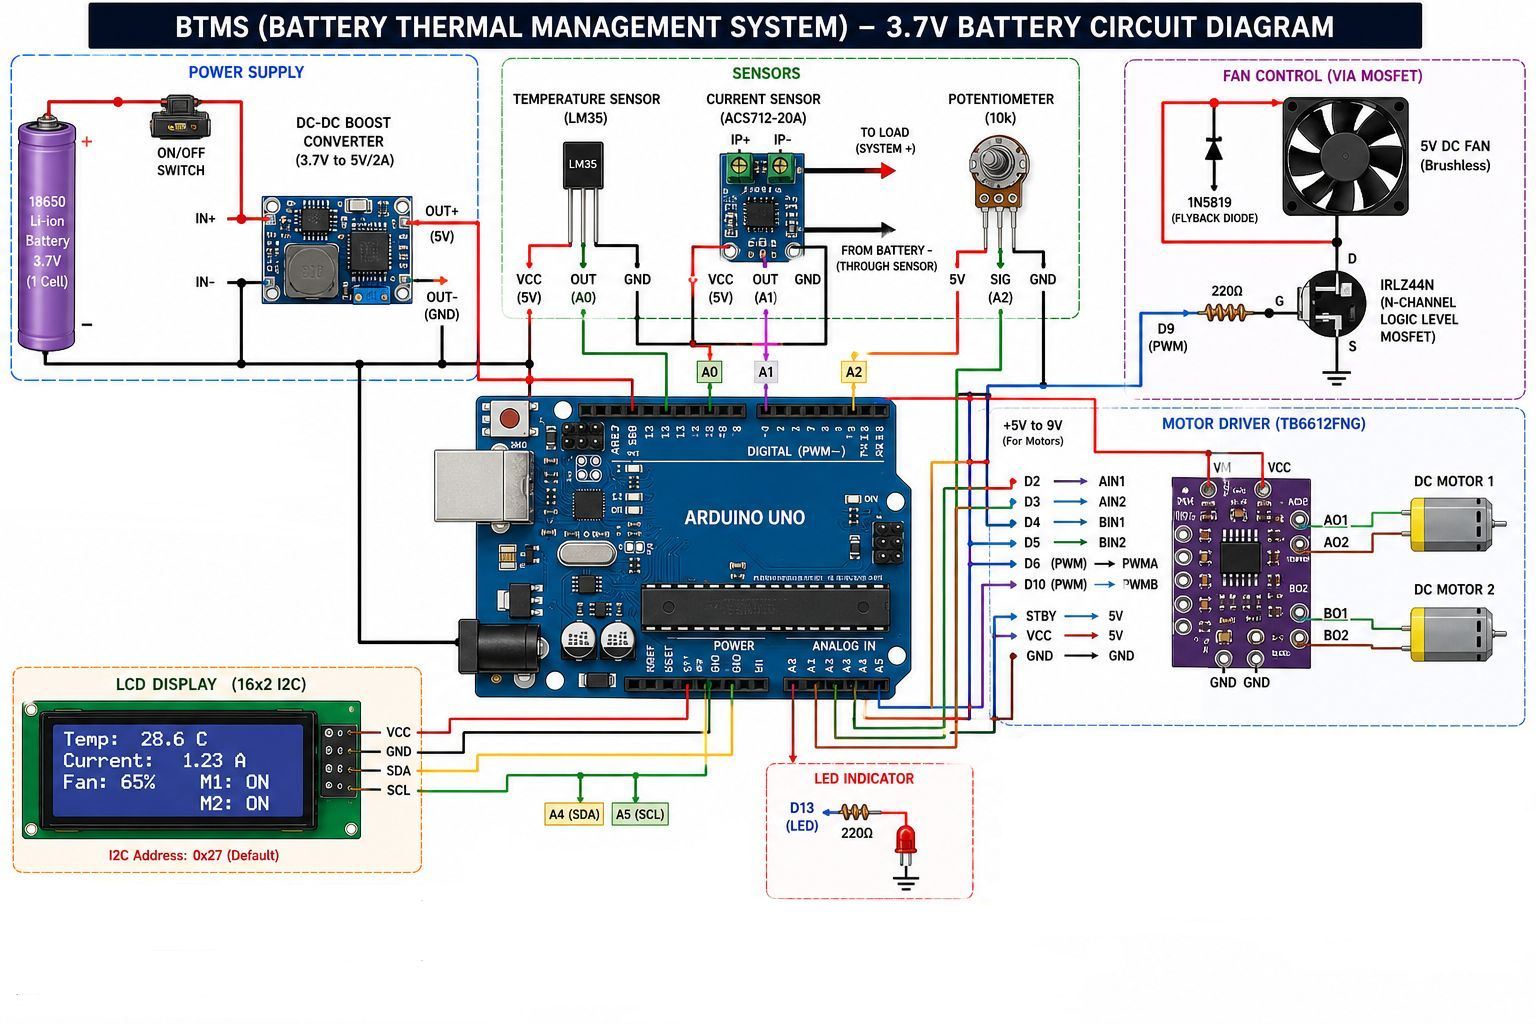 BTMS (BATTERY THERMAL MANAGEMENT SYSTEM) – 3.7V BATTERY CIRCUIT DIAGRAM
POWER SUPPLY
18650
Li-ion
Battery
3.7V
(1 Cell)
+
−
ON/OFF
SWITCH
DC-DC BOOST
CONVERTER
(3.7V to 5V/2A)
IN+
IN-
OUT+
(5V)
OUT-
(GND)
SENSORS
TEMPERATURE SENSOR
(LM35)
LM35
VCC
(5V)
OUT
(A0)
GND
CURRENT SENSOR
(ACS712-20A)
IP+
IP-
VCC
(5V)
OUT
(A1)
GND
TO LOAD
(SYSTEM +)
FROM BATTERY -
(THROUGH SENSOR)
POTENTIOMETER
(10k)
5V
SIG
(A2)
GND
A0
A1
A2
FAN CONTROL (VIA MOSFET)
5V DC FAN
(Brushless)
1N5819
(FLYBACK DIODE)
D
G
S
220Ω
D9
(PWM)
IRLZ44N
(N-CHANNEL
LOGIC LEVEL
MOSFET)
DIGITAL (PWM~)
ARDUINO UNO
POWER
ANALOG IN
A5
MOTOR DRIVER (TB6612FNG)
+5V to 9V
(For Motors)
D2
AIN1
D3
AIN2
D4
BIN1
D5
BIN2
D6 (PWM)
PWMA
D10 (PWM)
PWMB
STBY
5V
VCC
5V
GND
GND
VM
VCC
BO2
AO1
AO2
BO1
BO2
GND GND
DC MOTOR 1
DC MOTOR 2
LCD DISPLAY (16x2 I2C)
Temp: 28.6 C
Current: 1.23 A
Fan: 65% M1: ON
M2: ON
VCC
GND
SDA
SCL
I2C Address: 0x27 (Default)
A4 (SDA)
A5 (SCL)
LED INDICATOR
D13
(LED)
220Ω